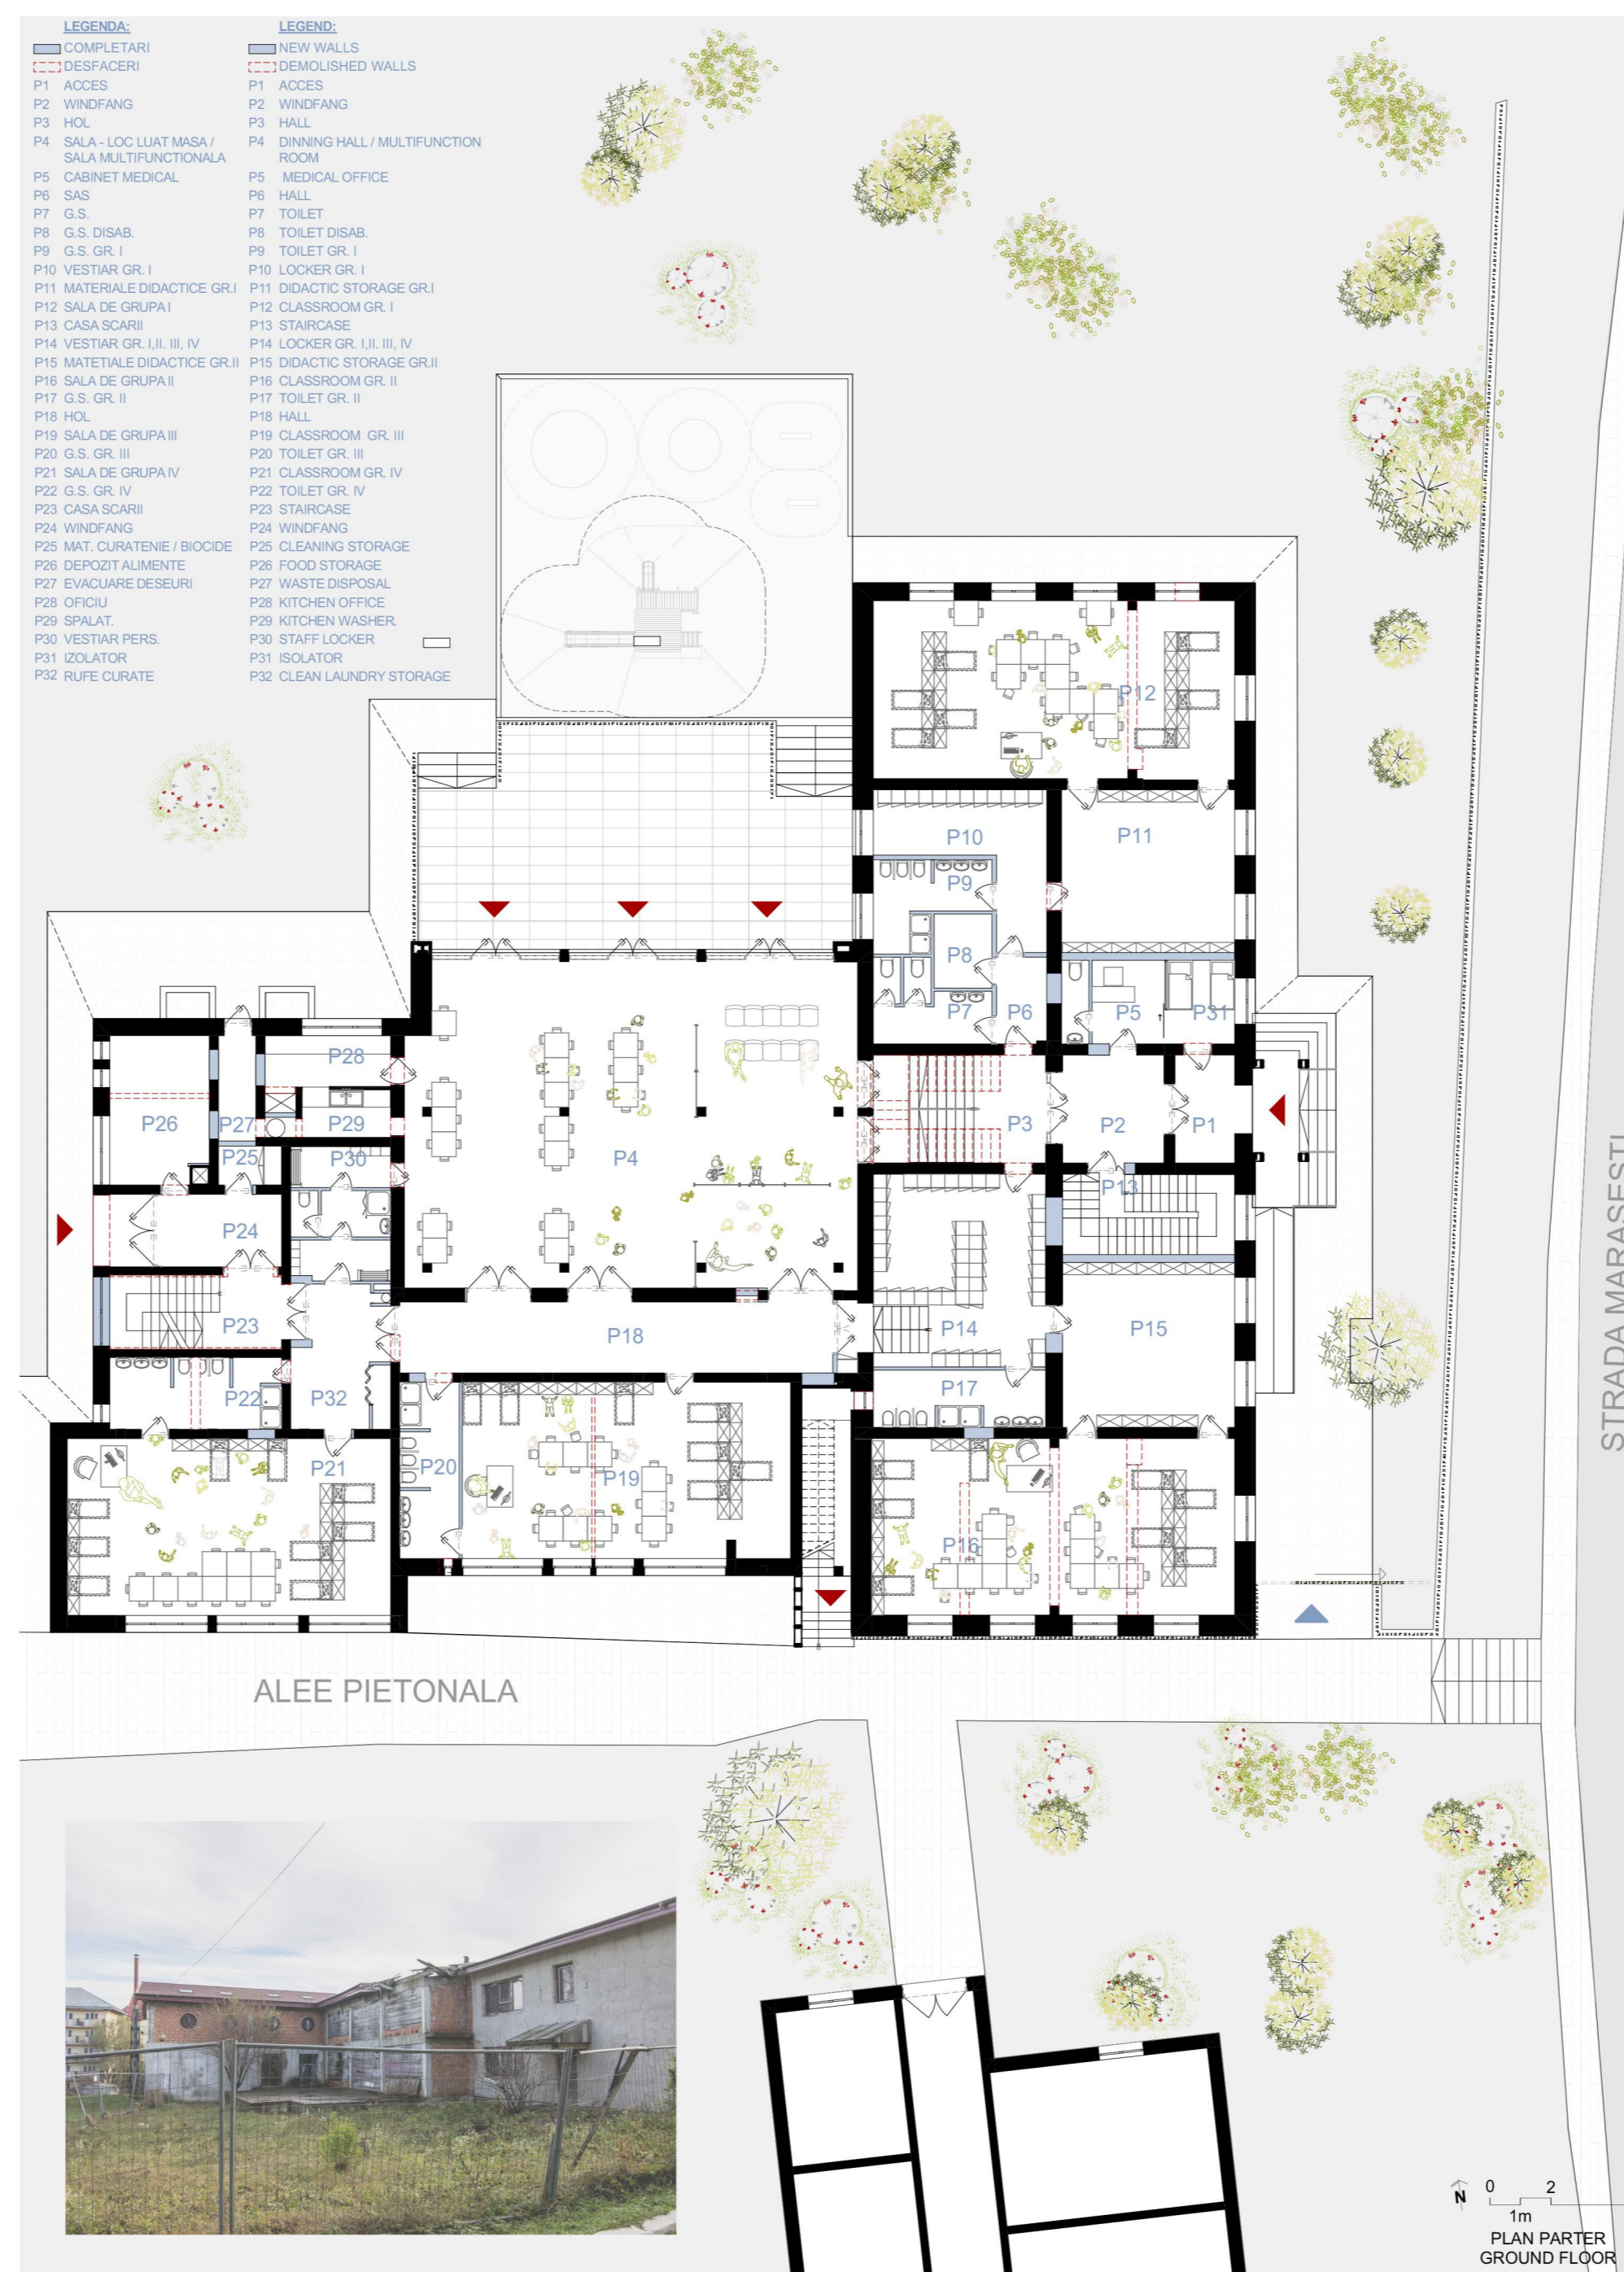 LEGENDA:
COMPLETARI
DESFACERI
P1 ACCES
P2 WINDFANG
P3 HOL
P4 SALA - LOC LUAT MASA /
SALA MULTIFUNCTIONALA
P5 CABINET MEDICAL
P6 SAS
P7 G.S.
P8 G.S. DISAB.
P9 G.S. GR. I
P10 VESTIAR GR. I
P11 MATERIALE DIDACTICE GR.I
P12 SALA DE GRUPA I
P13 CASA SCARII
P14 VESTIAR GR. I,II. III, IV
P15 MATETIALE DIDACTICE GR.II
P16 SALA DE GRUPA II
P17 G.S. GR. II
P18 HOL
P19 SALA DE GRUPA III
P20 G.S. GR. III
P21 SALA DE GRUPA IV
P22 G.S. GR. IV
P23 CASA SCARII
P24 WINDFANG
P25 MAT. CURATENIE / BIOCIDE
P26 DEPOZIT ALIMENTE
P27 EVACUARE DESEURI
P28 OFICIU
P29 SPALAT.
P30 VESTIAR PERS.
P31 IZOLATOR
P32 RUFE CURATE
LEGEND:
NEW WALLS
DEMOLISHED WALLS
P1 ACCES
P2 WINDFANG
P3 HALL
P4 DINNING HALL / MULTIFUNCTION
ROOM
P5 MEDICAL OFFICE
P6 HALL
P7 TOILET
P8 TOILET DISAB.
P9 TOILET GR. I
P10 LOCKER GR. I
P11 DIDACTIC STORAGE GR.I
P12 CLASSROOM GR. I
P13 STAIRCASE
P14 LOCKER GR. I,II. III, IV
P15 DIDACTIC STORAGE GR.II
P16 CLASSROOM GR. II
P17 TOILET GR. II
P18 HALL
P19 CLASSROOM GR. III
P20 TOILET GR. III
P21 CLASSROOM GR. IV
P22 TOILET GR. IV
P23 STAIRCASE
P24 WINDFANG
P25 CLEANING STORAGE
P26 FOOD STORAGE
P27 WASTE DISPOSAL
P28 KITCHEN OFFICE
P29 KITCHEN WASHER.
P30 STAFF LOCKER
P31 ISOLATOR
P32 CLEAN LAUNDRY STORAGE
P12
P10
P11
P9
P8
P7
P6
P5
P31
P28
P26
P27
P29
P3
P2
P1
P25
P30
P4
P13
P24
P23
P18
P14
P15
P22
P32
P17
P21
P20
P19
P16
STRADA MARASESTI
ALEE PIETONALA
N
0 2
1m
PLAN PARTER
GROUND FLOOR